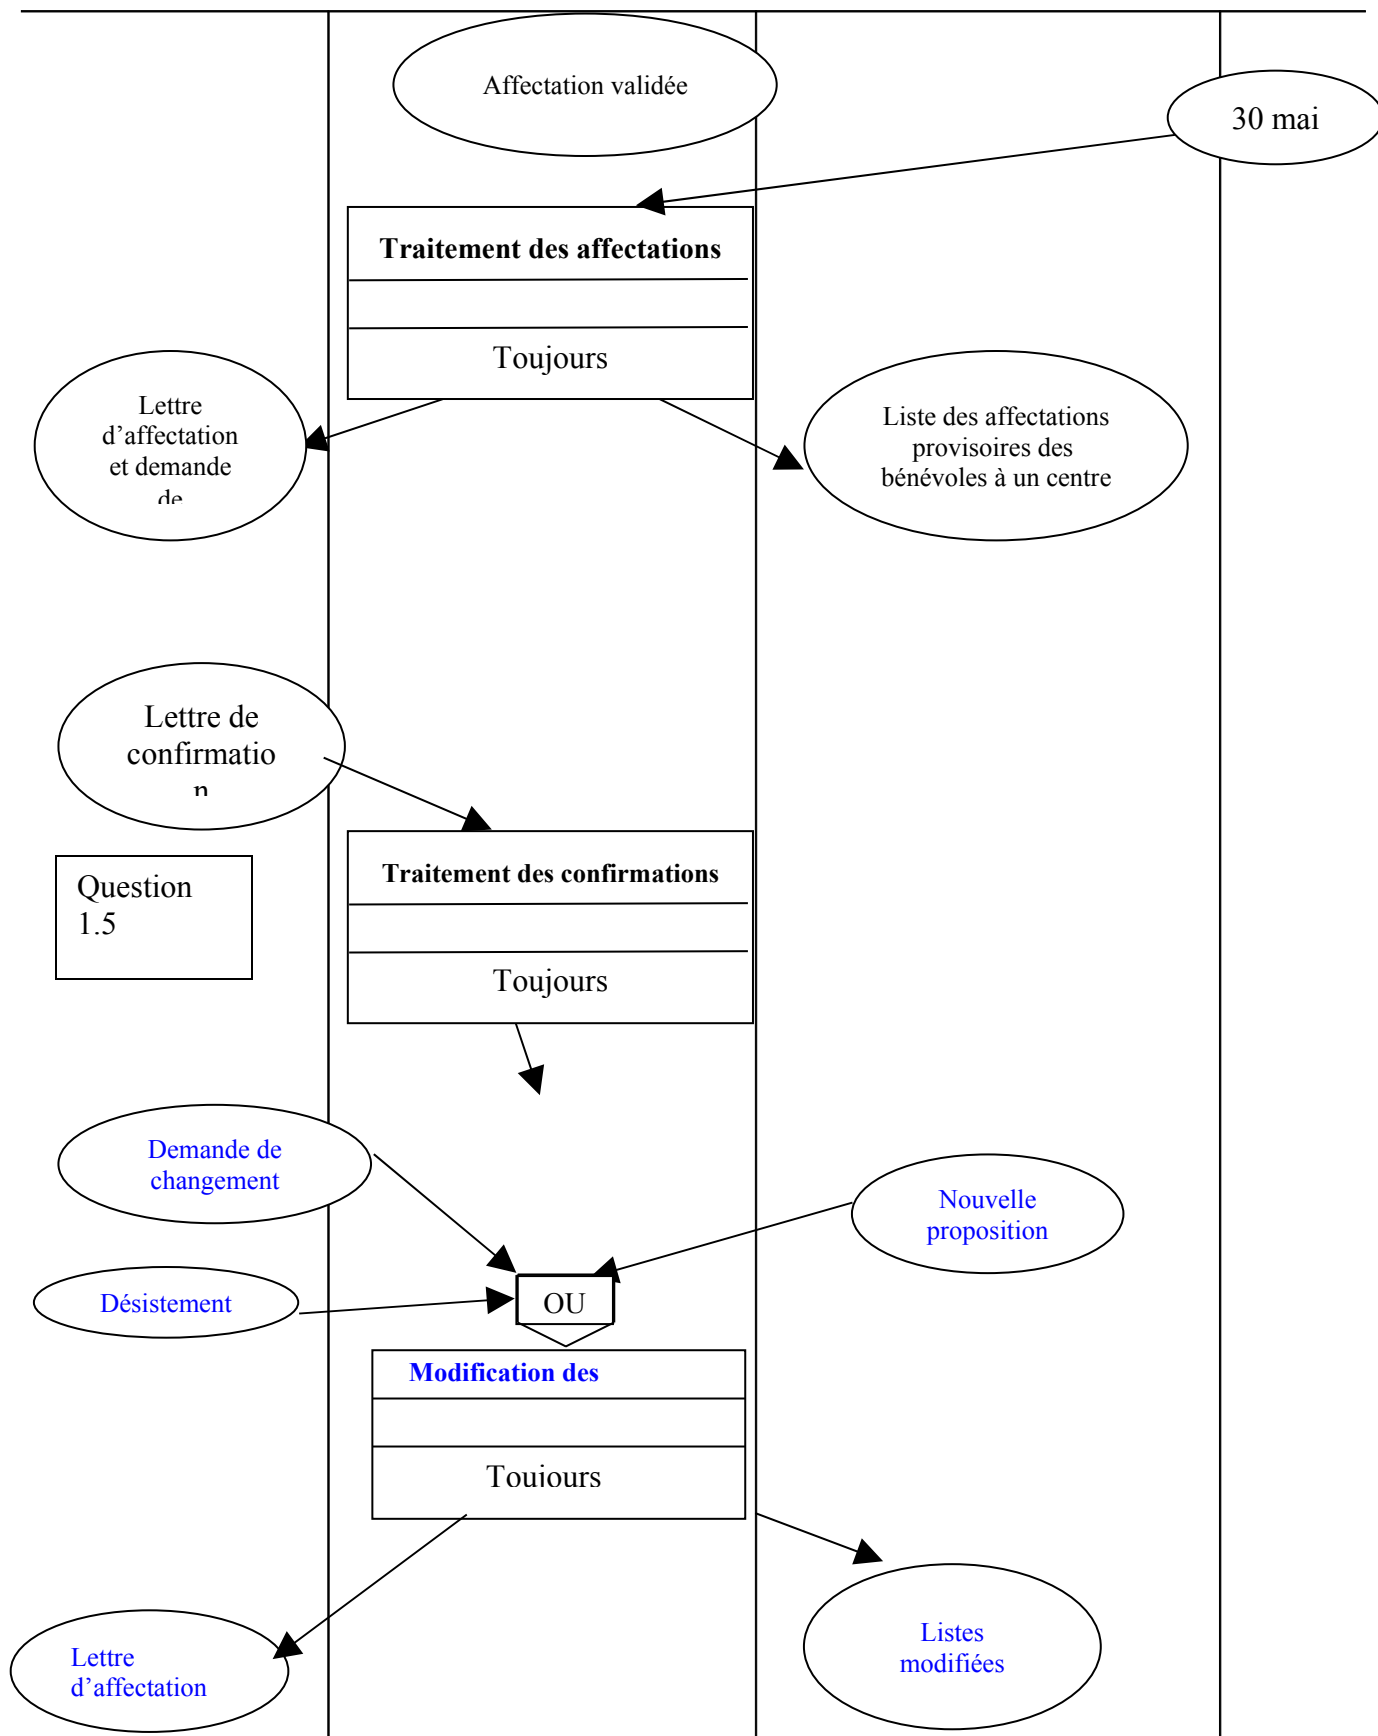 Affectation validée
30 mai
Traitement des affectations
Toujours
Lettre
d’affectation
et demande
de
Liste des affectations
provisoires des
bénévoles à un centre
Lettre de
confirmatio
n
Traitement des confirmations
Question
1.5
Toujours
Demande de
changement
Nouvelle
proposition
Désistement
OU
Modification des
Toujours
Lettre
d’affectation
Listes
modifiées